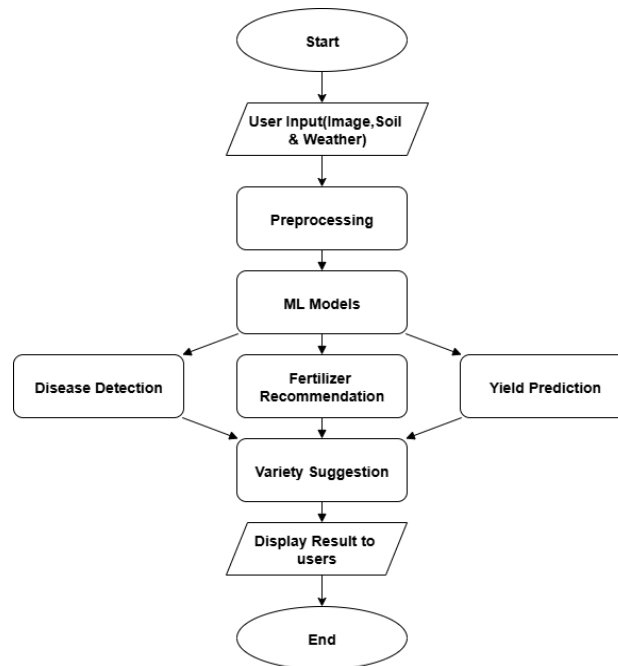 Start
User Input(Image,Soil
& Weather)
Preprocessing
ML Models
Disease Detection
Fertilizer
Recommendation
Yield Prediction
Variety Suggestion
Display Result to
users
End